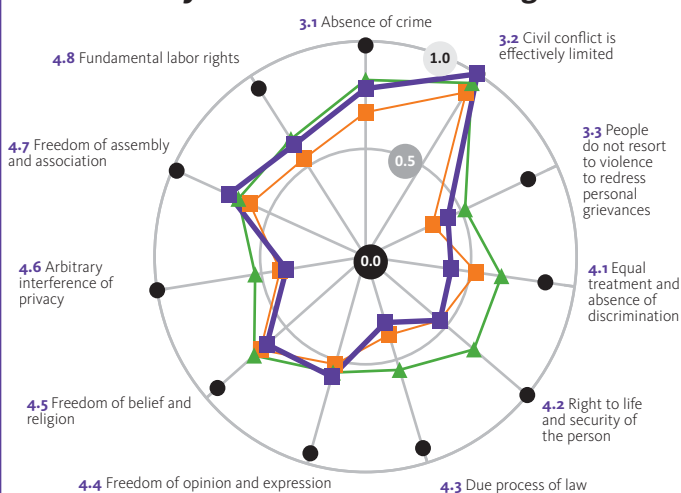 3.1 Absence of crime
3.2 Civil conflict is
effectively limited
1.0
4.8 Fundamental labor rights
3.3 People
do not resort
to violence
to redress
personal
grievances
4.7 Freedom of assembly
and association
0.5
0.0
4.6 Arbitrary
interference of
privacy
4.1 Equal
treatment and
absence of
discrimination
4.5 Freedom of belief and
religion
4.2 Right to life
and security of
the person
4.4 Freedom of opinion and expression
4.3 Due process of law